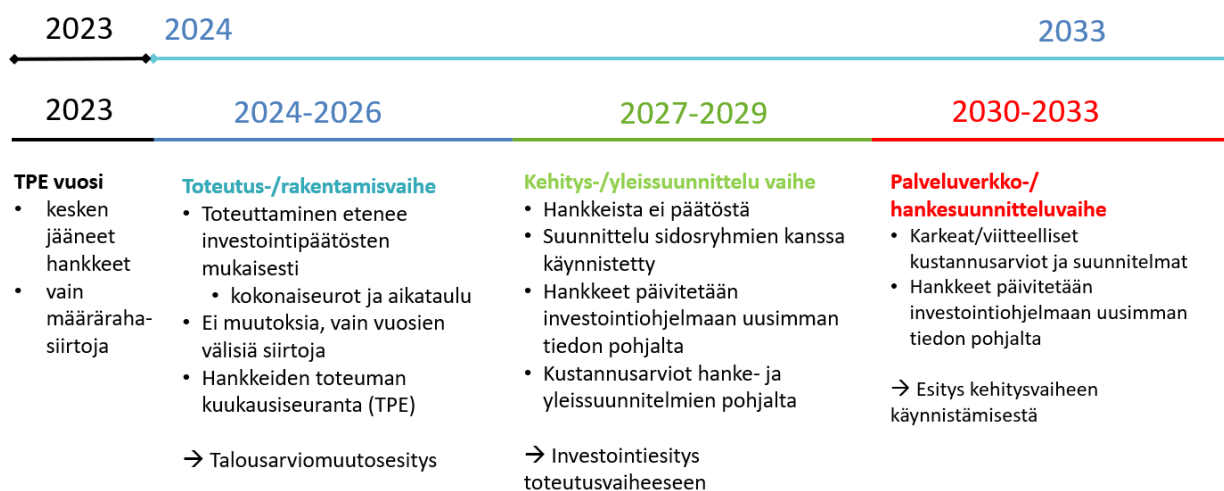 2023
2024
2033
2023
2024-2026
2027-2029
2030-2033
TPE vuosi
• kesken
jääneet
hankkeet
• vain
määräraha-
siirtoja
Toteutus-/rakentamisvaihe
• Toteuttaminen etenee
investointipäätösten
mukaisesti
• kokonaiseurot ja aikataulu
• Ei muutoksia, vain vuosien
välisiä siirtoja
• Hankkeiden toteuman
kuukausiseuranta (TPE)
→ Talousarviomuutosesitys
Kehitys-/yleissuunnittelu vaihe
• Hankkeista ei päätöstä
• Suunnittelu sidosryhmien kanssa
käynnistetty
• Hankkeet päivitetään
investointiohjelmaan uusimman
tiedon pohjalta
• Kustannusarviot hanke- ja
yleissuunnitelmien pohjalta
→ Investointiesitys
toteutusvaiheeseen
Palveluverkko-/
hankesuunnitteluvaihe
• Karkeat/viitteelliset
kustannusarviot ja suunnitelmat
• Hankkeet päivitetään
investointiohjelmaan uusimman
tiedon pohjalta
→ Esitys kehitysvaiheen
käynnistämisestä